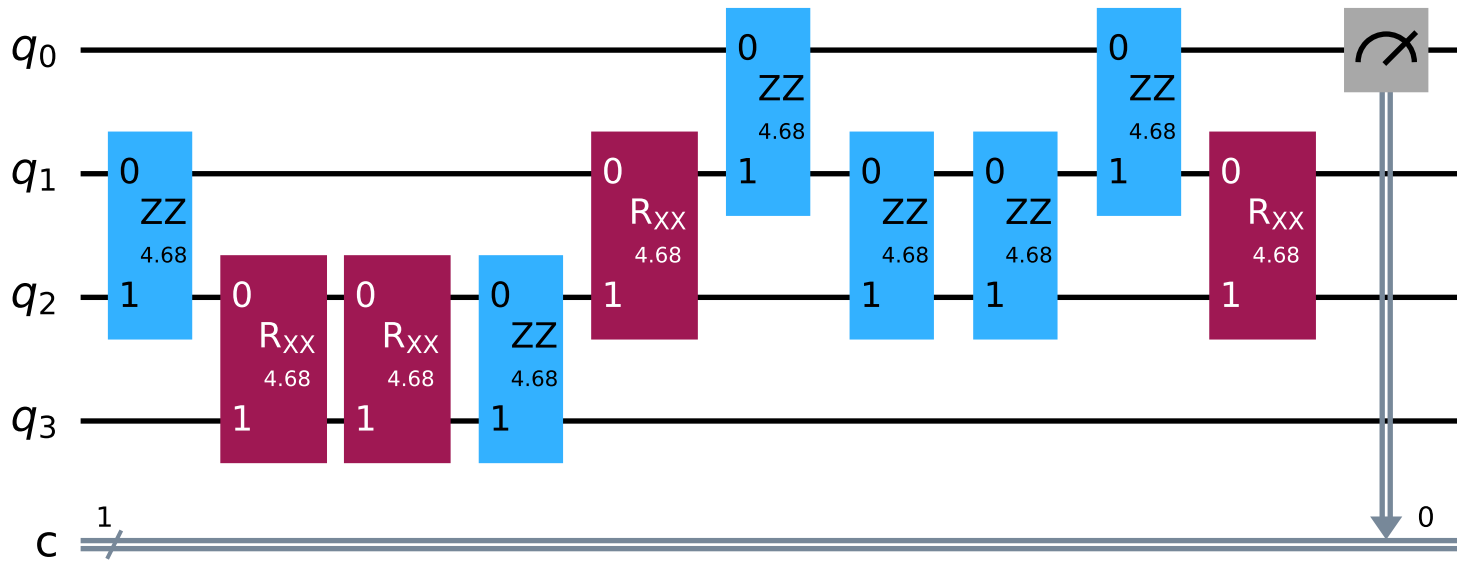 q0 0 0
ZZ ZZ
4.68 4.68
q1 0 0 1 0 0 1 0
ZZ RXX ZZ ZZ RXX
4.68 4.68 4.68 4.68 4.68
q2 1 0 0 0 1 1 1 1
RXX RXX ZZ
4.68 4.68 4.68
q3 1 1 1
1 0
c